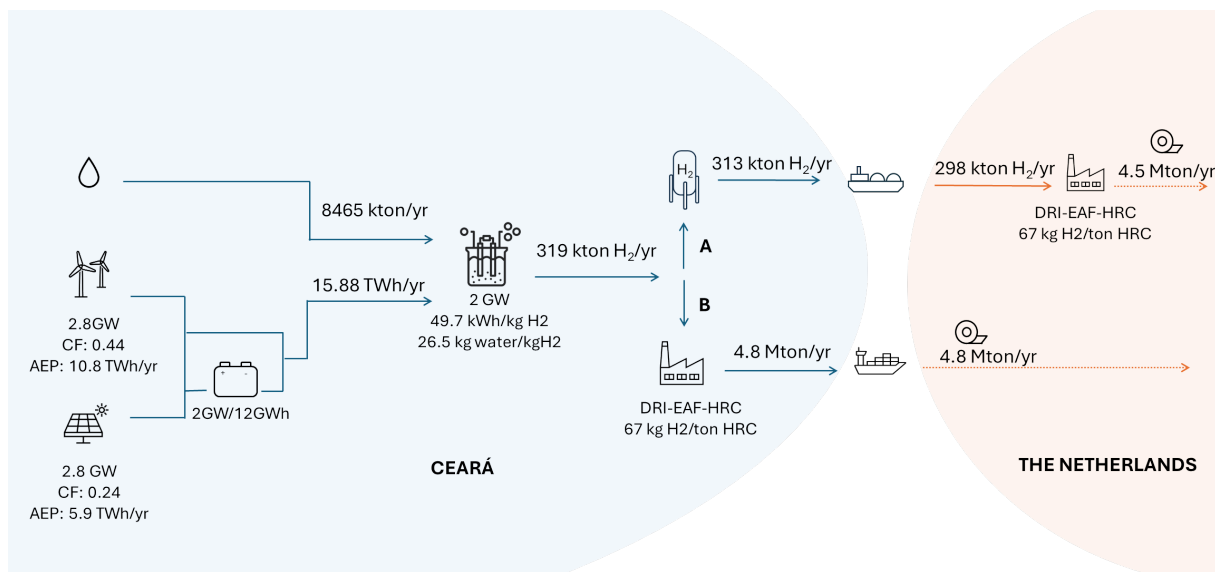 8465 kton/yr
2.8GW
CF: 0.44
AEP: 10.8 TWh/yr
2GW/12GWh
2.8 GW
CF: 0.24
AEP: 5.9 TWh/yr
15.88 TWh/yr
2 GW
49.7 kWh/kg H2
26.5 kg water/kgH2
319 kton H₂/yr
A
B
H₂
313 kton H₂/yr
DRI-EAF-HRC
67 kg H2/ton HRC
4.8 Mton/yr
CEARÁ
298 kton H₂/yr
DRI-EAF-HRC
67 kg H2/ton HRC
4.5 Mton/yr
4.8 Mton/yr
THE NETHERLANDS